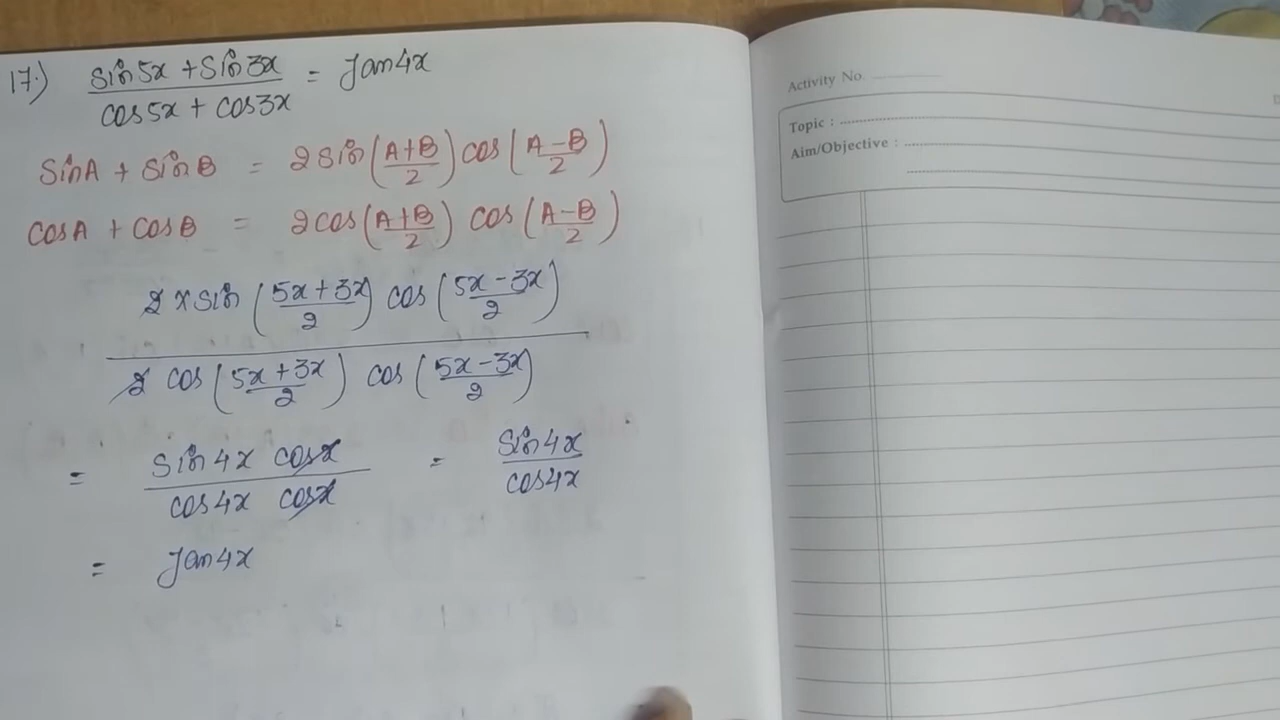 17.) sin5x + sin3x / cos5x + cos3x = tan4x
sinA + sinB = 2sin(A+B/2) cos(A-B/2)
cosA + cosB = 2cos(A+B/2) cos(A-B/2)
2 x sin (5x+3x/2) cos (5x-3x/2)
2 cos (5x+3x/2) cos (5x-3x/2)
= sin4x cosx / cos4x cosx = sin4x / cos4x
= tan4x
Activity No.
Topic :
Aim/Objective :